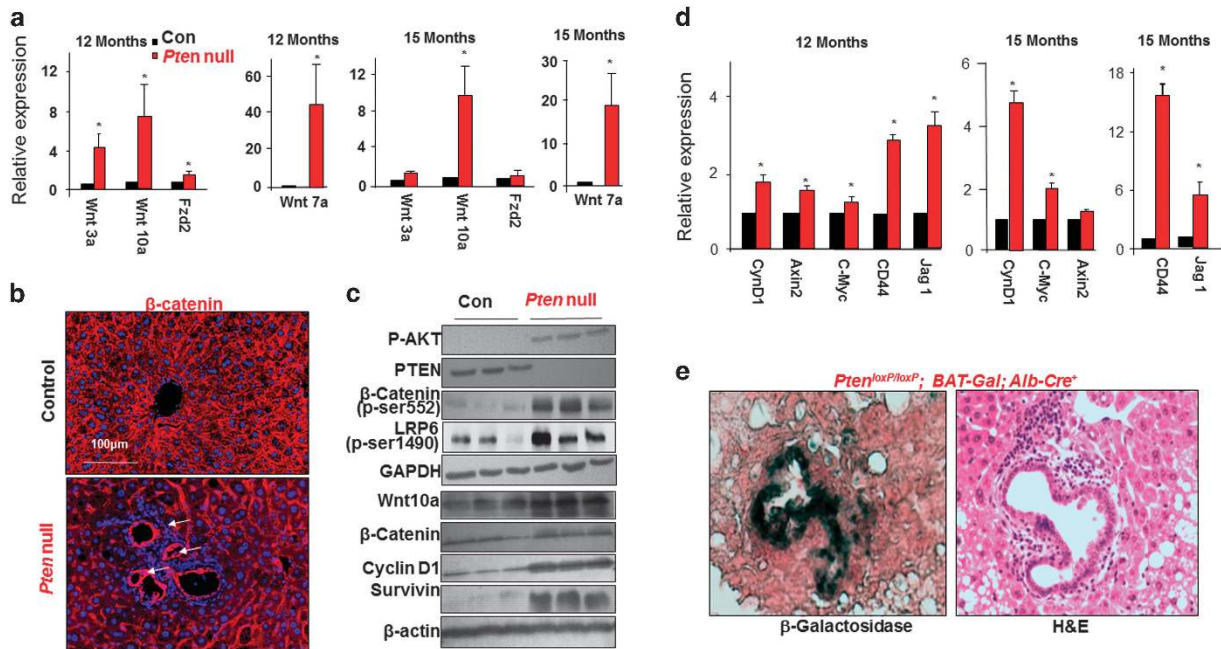 a
12 Months
Con
Pten null
12 Months
15 Months
15 Months
Relative expression
12
8
4
0
Wnt 3a
Wnt 10a
Fzd2
60
40
20
0
Wnt 7a
12
8
4
0
Wnt 3a
Wnt 10a
Fzd2
30
20
10
0
Wnt 7a
*
*
*
*
*
*
b
β-catenin
Control
100μm
Pten null
c
Con
Pten null
P-AKT
PTEN
β-Catenin
(p-ser552)
LRP6
(p-ser1490)
GAPDH
Wnt10a
β-Catenin
Cyclin D1
Survivin
β-actin
d
12 Months
15 Months
15 Months
Relative expression
4
2
0
CynD1
Axin2
C-Myc
CD44
Jag 1
6
4
2
0
CynD1
C-Myc
Axin2
18
12
6
0
CD44
Jag 1
*
*
*
*
*
*
*
*
*
e
Pten^loxP/loxP; BAT-Gal; Alb-Cre⁺
β-Galactosidase
H&E